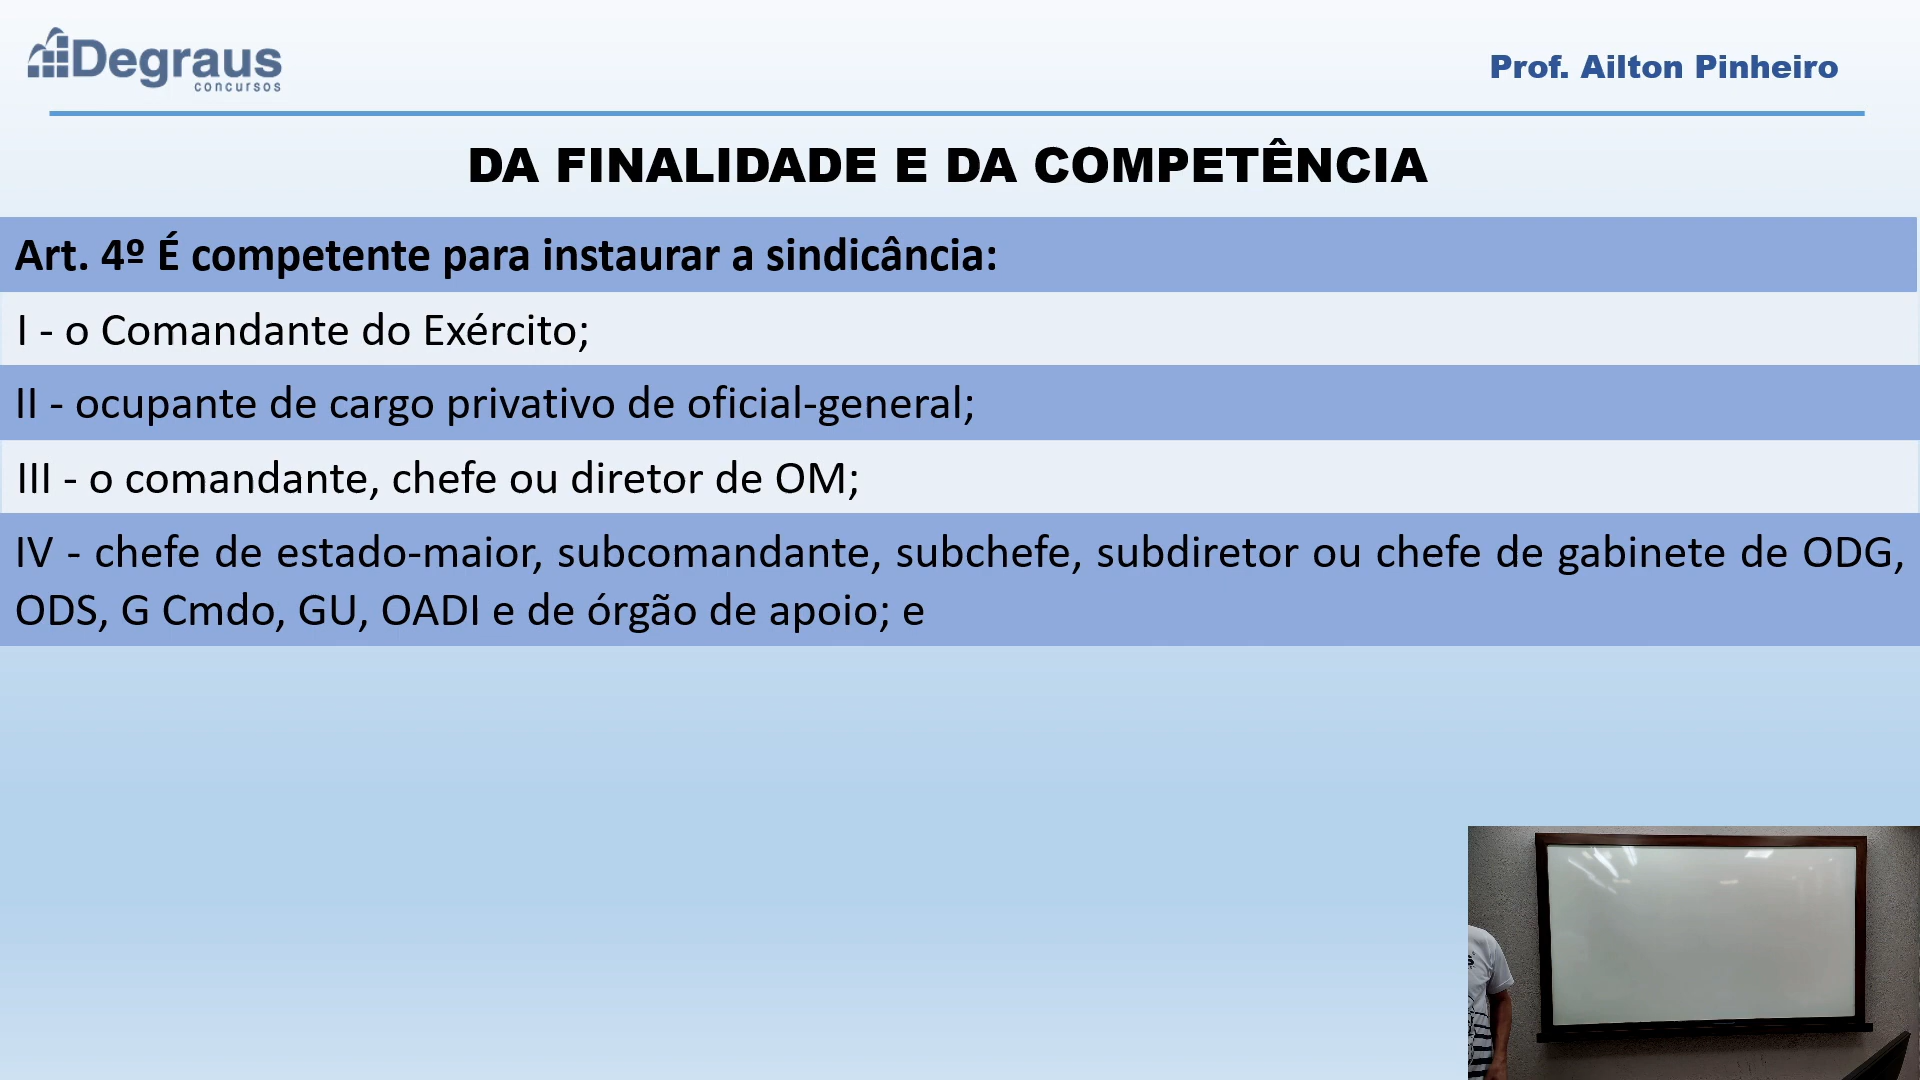 Degraus
concursos
Prof. Ailton Pinheiro
DA FINALIDADE E DA COMPETÊNCIA
Art. 4º É competente para instaurar a sindicância:
I - o Comandante do Exército;
II - ocupante de cargo privativo de oficial-general;
III - o comandante, chefe ou diretor de OM;
IV - chefe de estado-maior, subcomandante, subchefe, subdiretor ou chefe de gabinete de ODG,
ODS, G Cmdo, GU, OADI e de órgão de apoio; e